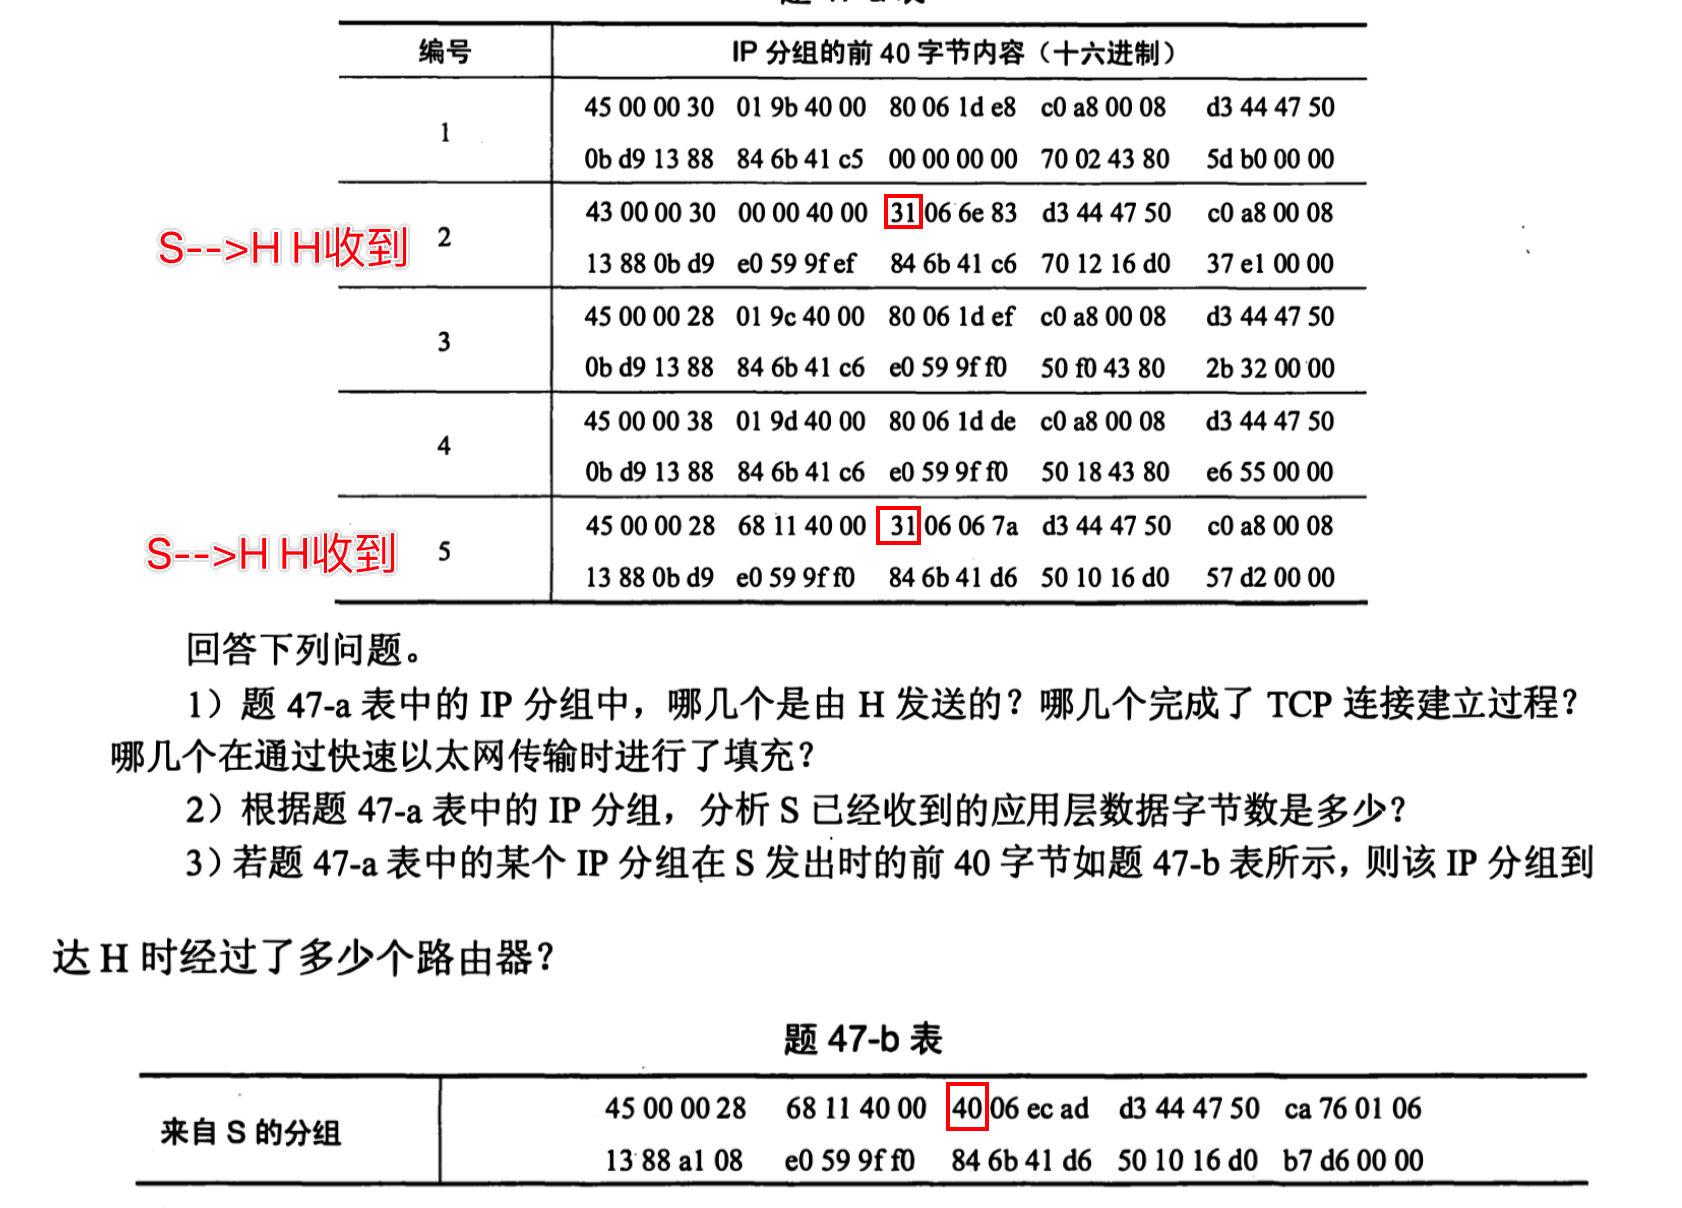 编号 IP 分组的前 40 字节内容（十六进制）
45 00 00 30 01 9b 40 00 80 06 1d e8 c0 a8 00 08 d3 44 47 50
1
0b d9 13 88 84 6b 41 c5 00 00 00 00 70 02 43 80 5d b0 00 00
43 00 00 30 00 00 40 00 31 06 6e 83 d3 44 47 50 c0 a8 00 08
S-->H H收到 2
13 88 0b d9 e0 59 9f ef 84 6b 41 c6 70 12 16 d0 37 e1 00 00
45 00 00 28 01 9c 40 00 80 06 1d ef c0 a8 00 08 d3 44 47 50
3
0b d9 13 88 84 6b 41 c6 e0 59 9f f0 50 f0 43 80 2b 32 00 00
45 00 00 38 01 9d 40 00 80 06 1d de c0 a8 00 08 d3 44 47 50
4
0b d9 13 88 84 6b 41 c6 e0 59 9f f0 50 18 43 80 e6 55 00 00
45 00 00 28 68 11 40 00 31 06 06 7a d3 44 47 50 c0 a8 00 08
S-->H H收到 5
13 88 0b d9 e0 59 9f f0 84 6b 41 d6 50 10 16 d0 57 d2 00 00
回答下列问题。
1）题 47-a 表中的 IP 分组中，哪几个是由 H 发送的？哪几个完成了 TCP 连接建立过程？
哪几个在通过快速以太网传输时进行了填充？
2）根据题 47-a 表中的 IP 分组，分析 S 已经收到的应用层数据字节数是多少？
3）若题 47-a 表中的某个 IP 分组在 S 发出时的前 40 字节如题 47-b 表所示，则该 IP 分组到
达 H 时经过了多少个路由器？
题 47-b 表
45 00 00 28 68 11 40 00 40 06 ec ad d3 44 47 50 ca 76 01 06
来自 S 的分组
13 88 a1 08 e0 59 9f f0 84 6b 41 d6 50 10 16 d0 b7 d6 00 00